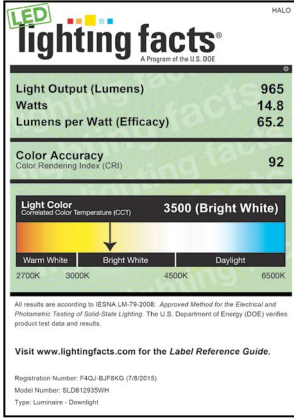 HALO
LED
lighting facts®
A Program of the U.S. DOE
Light Output (Lumens) 965
Watts 14.8
Lumens per Watt (Efficacy) 65.2
Color Accuracy 92
Color Rendering Index (CRI)
Light Color 3500 (Bright White)
Correlated Color Temperature (CCT)
Warm White Bright White Daylight
2700K 3000K 4500K 6500K
All results are according to IESNA LM-79-2008: Approved Method for the Electrical and
Photometric Testing of Solid-State Lighting. The U.S. Department of Energy (DOE) verifies
product test data and results.
Visit www.lightingfacts.com for the Label Reference Guide.
Registration Number: F4QJ-BJF8KG (7/8/2015)
Model Number: SLD612935WH
Type: Luminaire - Downlight